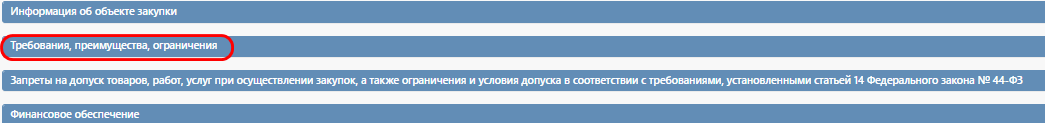 Информация об объекте закупки
Требования, преимущества, ограничения
Запреты на допуск товаров, работ, услуг при осуществлении закупок, а также ограничения и условия допуска в соответствии с требованиями, установленными статьей 14 Федерального закона № 44-ФЗ
Финансовое обеспечение